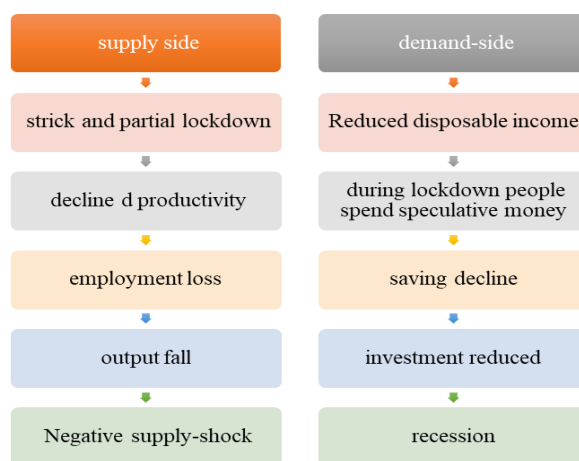 supply side
strick and partial lockdown
decline d productivity
employment loss
output fall
Negative supply-shock
demand-side
Reduced disposable income
during lockdown people
spend speculative money
saving decline
investment reduced
recession